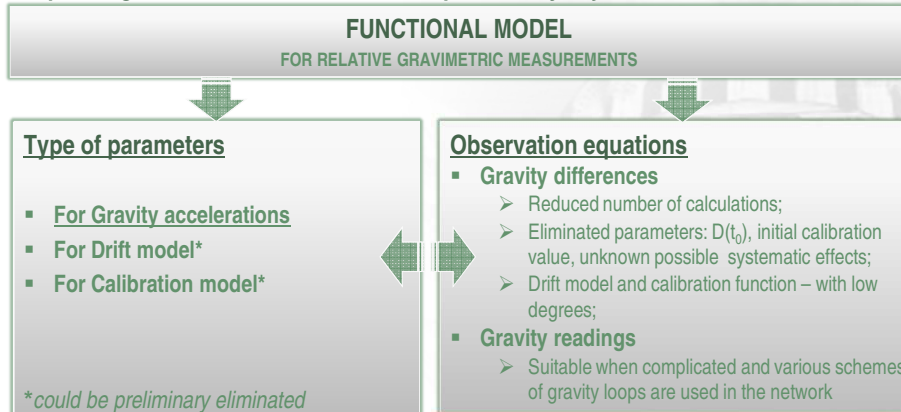 FUNCTIONAL MODEL
FOR RELATIVE GRAVIMETRIC MEASUREMENTS
Type of parameters
▪ For Gravity accelerations
▪ For Drift model*
▪ For Calibration model*
*could be preliminary eliminated
Observation equations
▪ Gravity differences
➢ Reduced number of calculations;
➢ Eliminated parameters: D(t₀), initial calibration
value, unknown possible systematic effects;
➢ Drift model and calibration function – with low
degrees;
▪ Gravity readings
➢ Suitable when complicated and various schemes
of gravity loops are used in the network